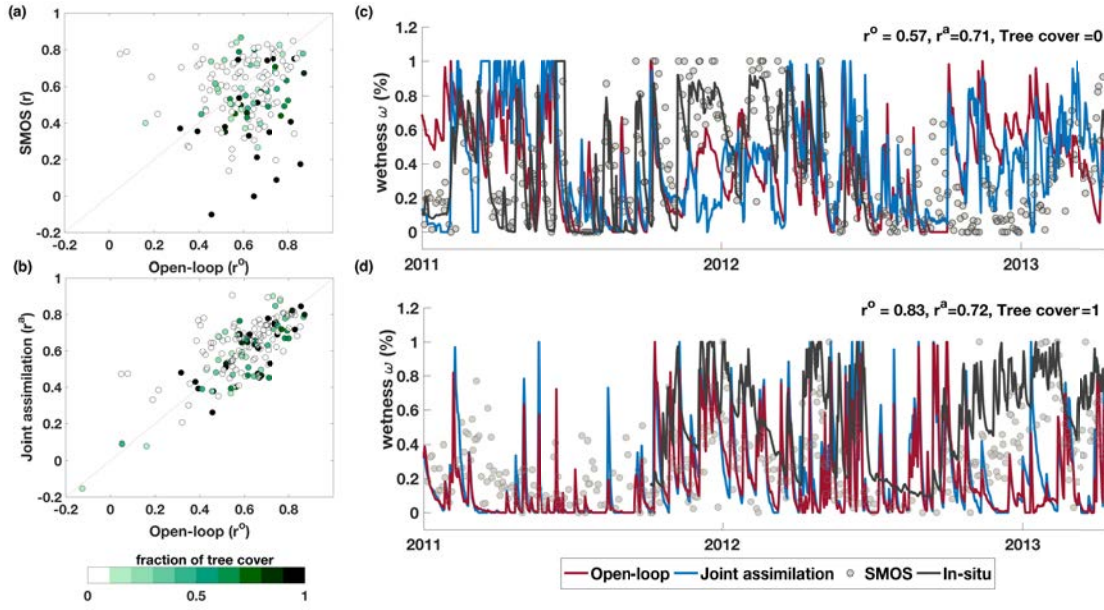 (a)
1
0.8
0.6
0.4
0.2
0
-0.2
SMOS (r)
-0.2 0 0.2 0.4 0.6 0.8
Open-loop (r°)
(b)
1
0.8
0.6
0.4
0.2
0
-0.2
Joint assimilation (rª)
-0.2 0 0.2 0.4 0.6 0.8 1
Open-loop (r°)
fraction of tree cover
0 0.5 1
(c)
r° = 0.57, rª=0.71, Tree cover =0
1.2
1
0.8
0.6
0.4
0.2
0
wetness ω (%)
2011 2012 2013
(d)
r° = 0.83, rª=0.72, Tree cover=1
1.2
1
0.8
0.6
0.4
0.2
0
wetness ω (%)
2011 2012 2013
Open-loop Joint assimilation SMOS In-situ